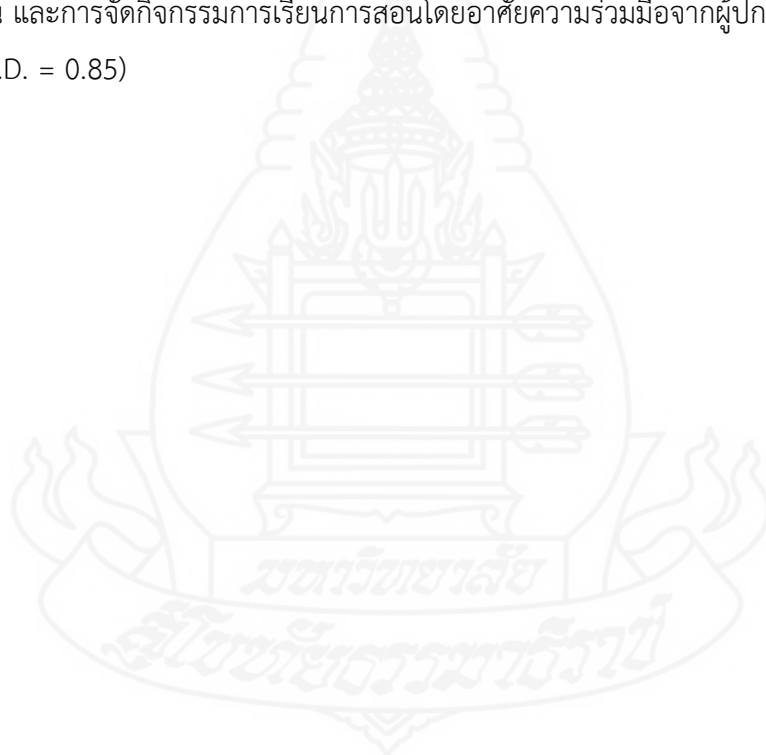 และการจัดกิจกรรมการเรียนการสอนโดยอาศัยความร่วมมือจากผู้ปก
.D. = 0.85)
มหาวิทยาลัย
สุโขทัยธรรมาธิราช